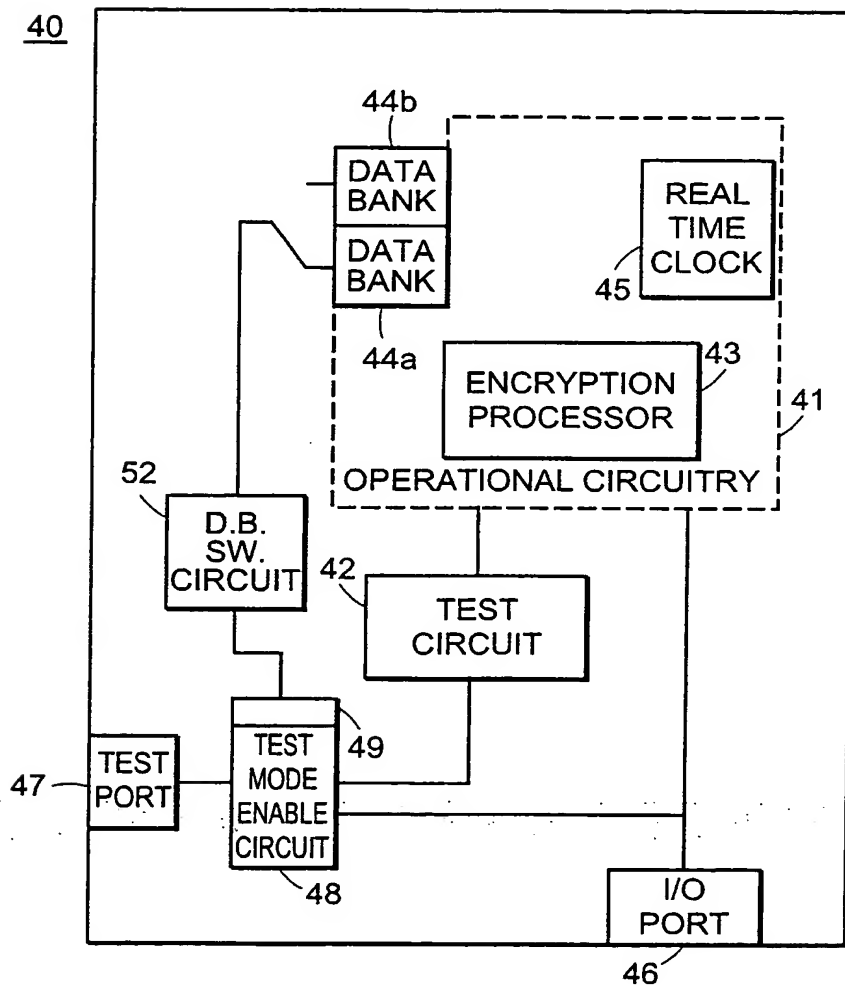 40
44b
DATA
BANK
DATA
BANK
44a
REAL
TIME
CLOCK
45
43
ENCRYPTION
PROCESSOR
41
OPERATIONAL CIRCUITRY
52
D.B.
SW.
CIRCUIT
42
TEST
CIRCUIT
49
TEST
MODE
ENABLE
CIRCUIT
48
47
TEST
PORT
I/O
PORT
46